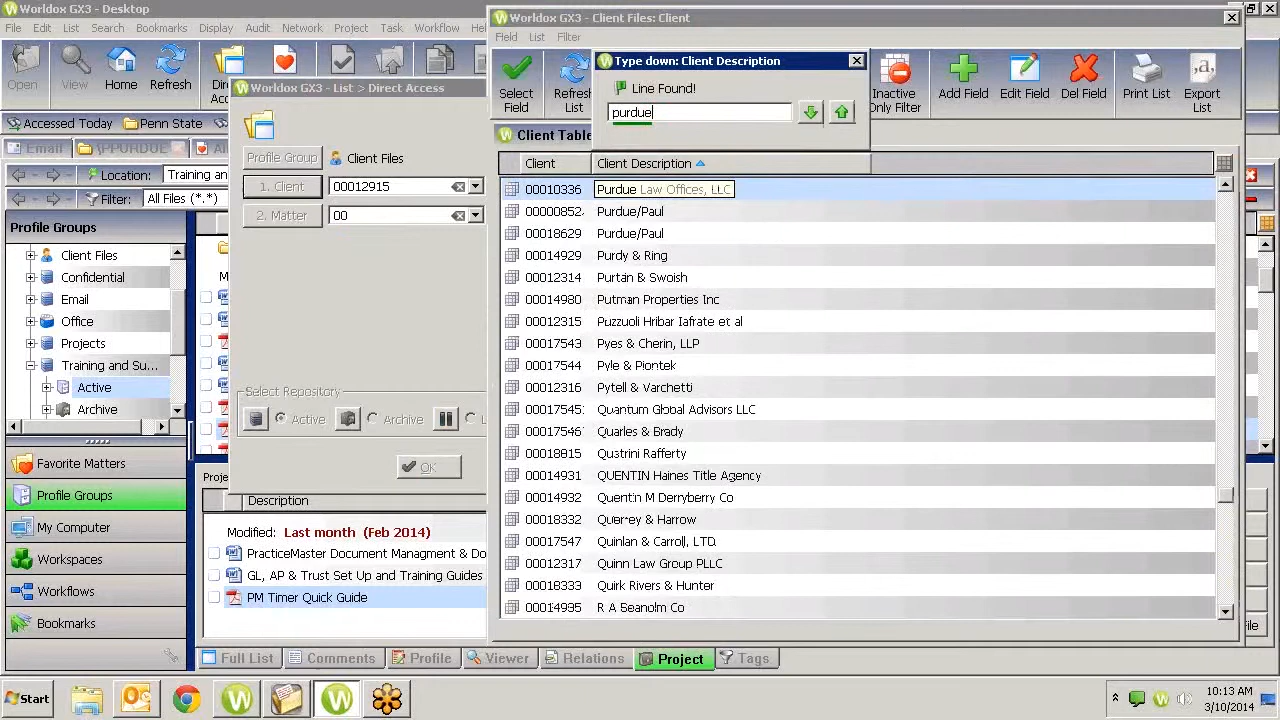 Worldox GX3 - Desktop
File Edit List Search Bookmarks Display Audit Network Project Task Workflow
Open View Search Home Refresh Direct
Accessed Today Penn State
Email \PPURDUE
Location: Training and
Filter: All Files (*.*)
Profile Groups
Client Files
Confidential
Email
Office
Projects
Training and Su...
Active
Archive
Favorite Matters
Profile Groups
My Computer
Workspaces
Workflows
Bookmarks
Worldox GX3 - List > Direct Access
Profile Group Client Files
1. Client 00012915
2. Matter 00
Select Repository
Active Archive
OK
Description
Modified: Last month (Feb 2014)
PracticeMaster Document Managment & Do
GL, AP & Trust Set Up and Training Guides
PM Timer Quick Guide
Full List Comments Profile Viewer Relations Project Tags
Worldox GX3 - Client Files: Client
Field List Filter
Select Field
Refresh List
Inactive Only Filter
Add Field Edit Field Del Field Print List Export List
Type down: Client Description
Line Found!
purdue
Client Table
Client Client Description
00010336 Purdue Law Offices, LLC
00000852 Purdue/Paul
00018629 Purdue/Paul
00014929 Purdy & Ring
00012314 Purtan & Swoish
00014980 Putman Properties Inc
00012315 Puzzuoli Hribar Iafrate et al
00017543 Pyes & Cherin, LLP
00017544 Pyle & Piontek
00012316 Pytell & Varchetti
00017545 Quantum Global Advisors LLC
00017546 Quarles & Brady
00018815 Quatrini Rafferty
00014931 QUENTIN Haines Title Agency
00014932 Quentin M Derryberry Co
00018332 Querrey & Harrow
00017547 Quinlan & Carroll, LTD.
00012317 Quinn Law Group PLLC
00018333 Quirk Rivers & Hunter
00014935 R A
Start
10:13 AM
3/10/2014